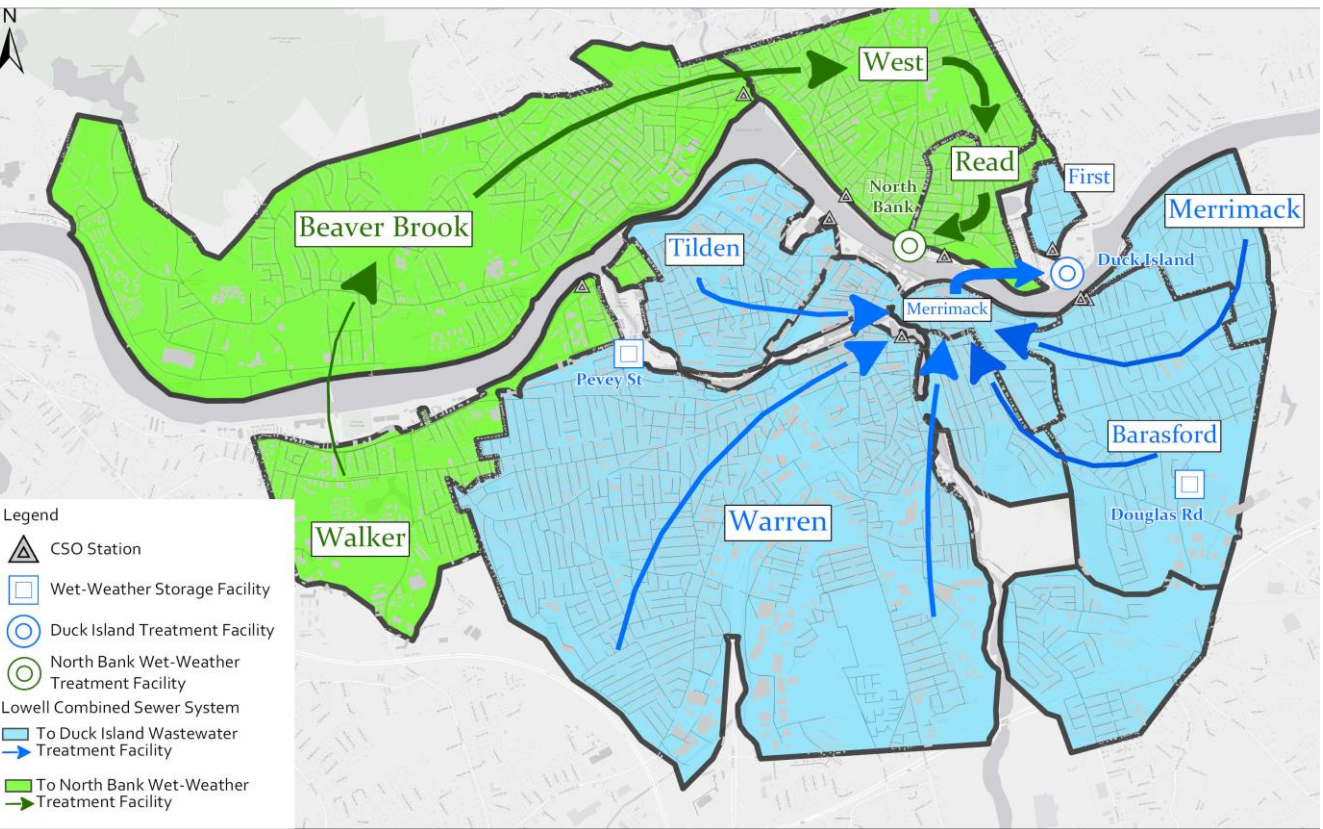 N
West
Read
First
North
Bank
Merrimack
Beaver Brook
Tilden
Duck Island
Merrimack
Pevey St
Barasford
Douglas Rd
Warren
Walker
Legend
CSO Station
Wet-Weather Storage Facility
Duck Island Treatment Facility
North Bank Wet-Weather
Treatment Facility
Lowell Combined Sewer System
To Duck Island Wastewater
Treatment Facility
To North Bank Wet-Weather
Treatment Facility